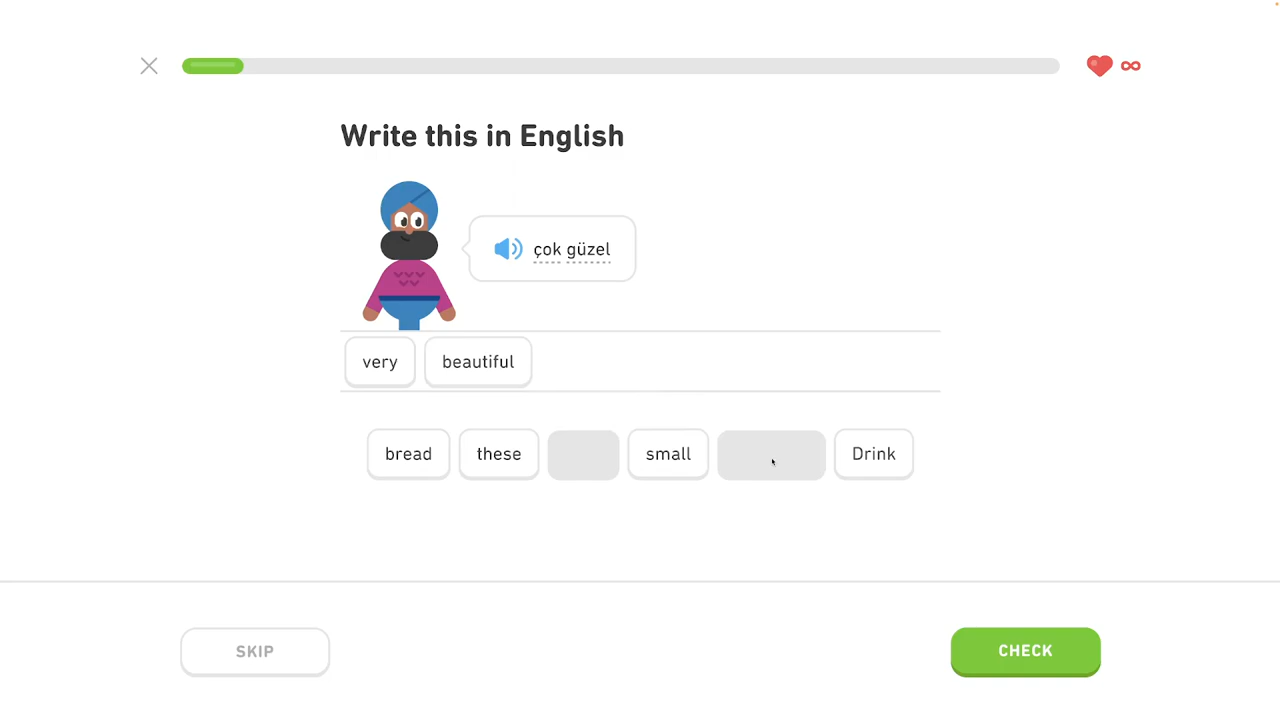 Write this in English
çok güzel
very beautiful
bread these small Drink
SKIP CHECK